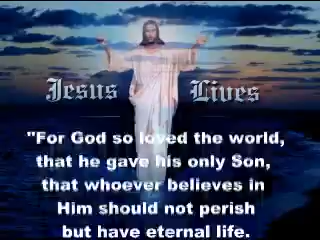 Jesus Lives
"For God so loved the world,
that he gave his only Son,
that whoever believes in
Him should not perish
but have eternal life.